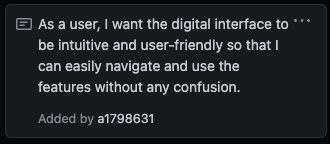 As a user, I want the digital interface to
be intuitive and user-friendly so that I
can easily navigate and use the
features without any confusion.
Added by a1798631